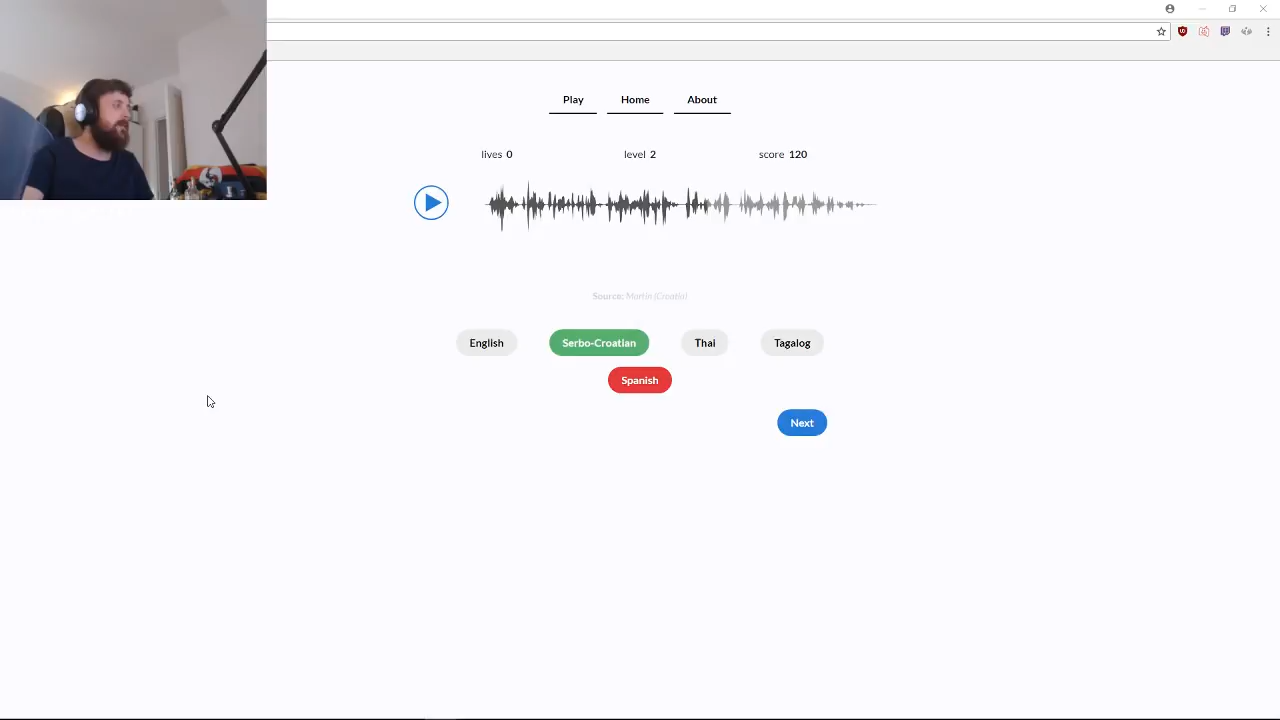 Play Home About
lives 0 level 2 score 120
Source: Martin (Croatia)
English Serbo-Croatian Thai Tagalog
Spanish
Next